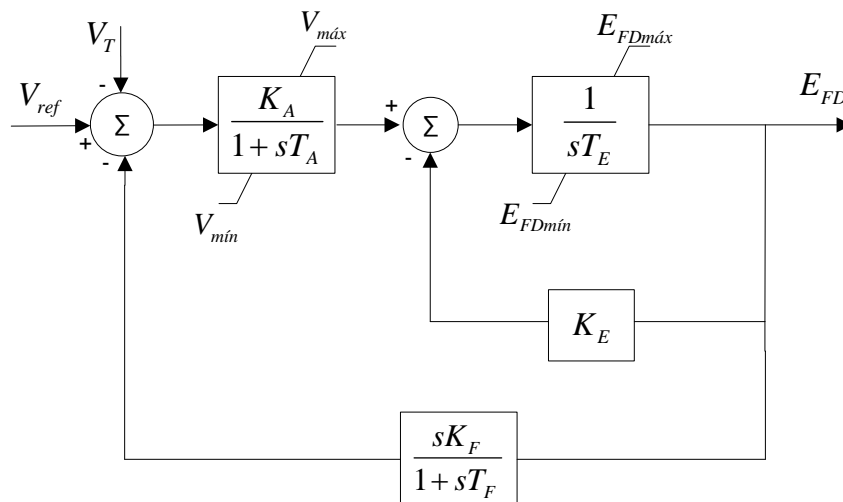 V_T
V_ref
-
+
-
Σ
K_A
1 + sT_A
V_máx
V_mín
+
-
Σ
1
sT_E
E_FDmáx
E_FDmín
E_FD
K_E
sK_F
1 + sT_F